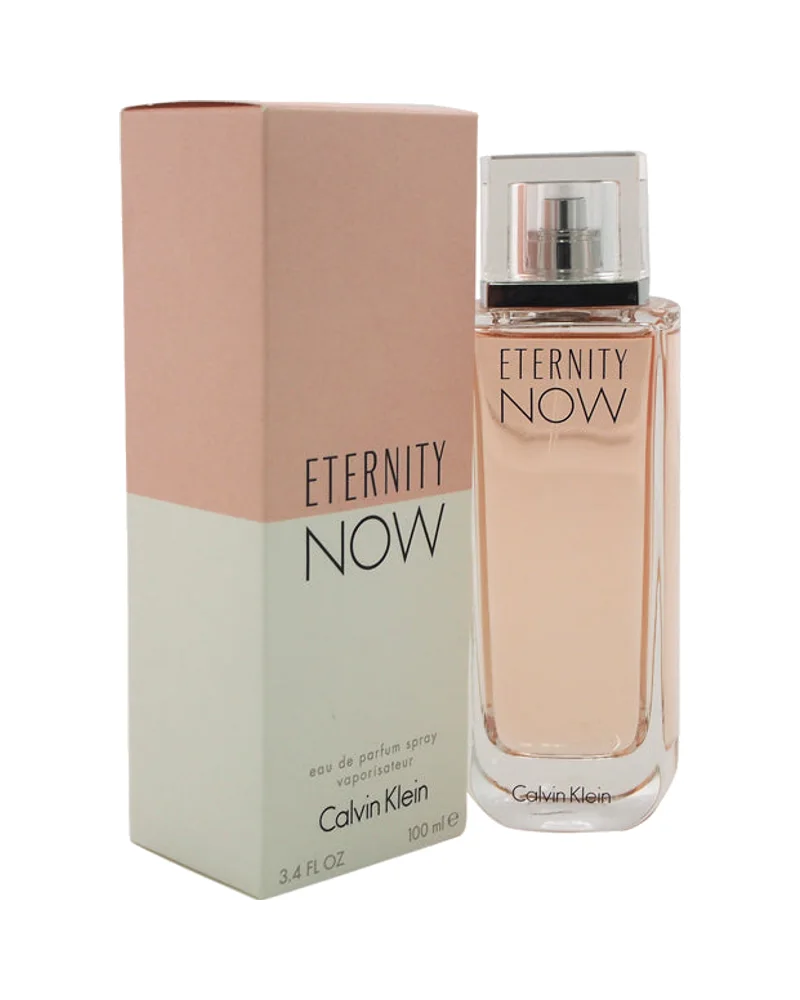 ETERNITY
NOW
eau de parfum spray
vaporisateur
Calvin Klein
3.4 FL OZ
100 ml ℮
ETERNITY
NOW
Calvin Klein